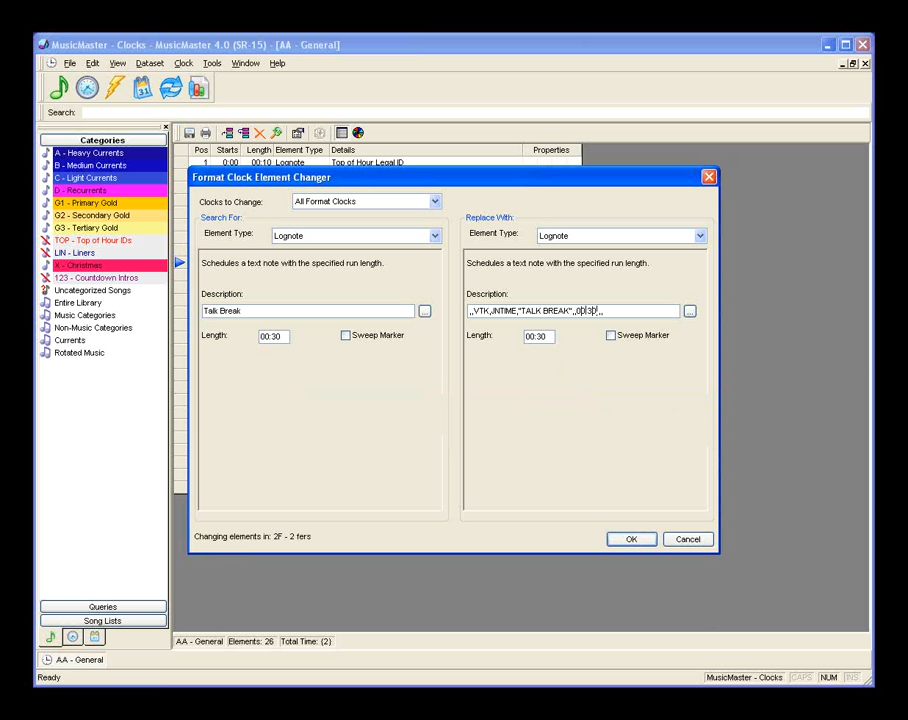 MusicMaster - Clocks - MusicMaster 4.0 (SR-15) - [AA - General]
File Edit View Dataset Clock Tools Window Help
31
Search:
Categories
A - Heavy Currents
B - Medium Currents
C - Light Currents
D - Recurrents
G1 - Primary Gold
G2 - Secondary Gold
G3 - Tertiary Gold
TOP - Top of Hour IDs
LIN - Liners
X - Christmas
123 - Countdown Intros
Uncategorized Songs
Entire Library
Music Categories
Non-Music Categories
Currents
Rotated Music
Queries
Song Lists
Pos Starts Length Element Type Details Properties
1 0:00 00:10 Lognote Top of Hour Legal ID
Format Clock Element Changer
Clocks to Change: All Format Clocks
Search For:
Element Type: Lognote
Schedules a text note with the specified run length.
Description:
Talk Break ...
Length: 00:30 Sweep Marker
Replace With:
Element Type: Lognote
Schedules a text note with the specified run length.
Description:
...
Length: 00:30 Sweep Marker
Changing elements in: 2F - 2 fers
OK Cancel
AA - General Elements: 26 Total Time: (2)
AA - General
Ready MusicMaster - Clocks CAPS NUM INS